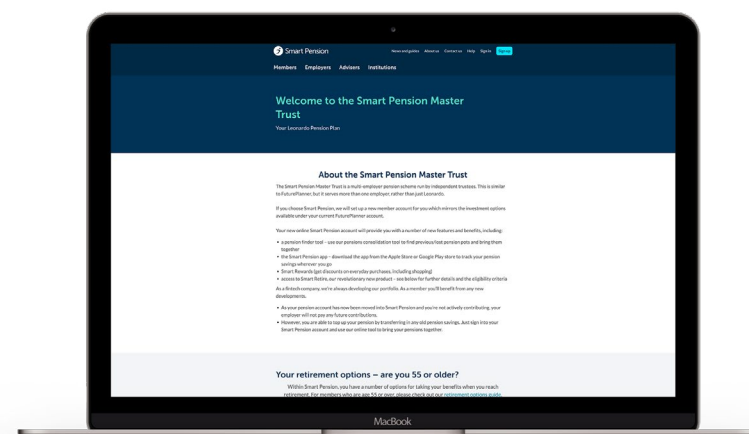 Smart Pension
News and guides About us Contact us Help Sign in Sign up
Members Employers Advisers Institutions
Welcome to the Smart Pension Master
Trust
Your Leonardo Pension Plan
About the Smart Pension Master Trust
The Smart Pension Master Trust is a multi-employer pension scheme run by independent trustees. This is similar
to FuturePlanner, but it serves more than one employer, rather than just Leonardo.
If you choose Smart Pension, we will set up a new member account for you which mirrors the investment options
available under your current FuturePlanner account.
Your new online Smart Pension account will provide you with a number of new features and benefits, including:
• a pension finder tool – use our pensions consolidation tool to find previous/lost pension pots and bring them
together
• the Smart Pension app – download the app from the Apple Store or Google Play store to track your pension
savings wherever you go
• Smart Rewards (get discounts on everyday purchases, including shopping)
• access to Smart Retire, our revolutionary new product – see below for further details and the eligibility criteria
As a fintech company, we're always developing our portfolio. As a member you'll benefit from any new
developments.
• As your pension account has now been moved into Smart Pension and you're not actively contributing, your
employer will not pay any future contributions.
• However, you are able to top up your pension by transferring in any old pension savings. Just sign into your
Smart Pension account and use our online tool to bring your pensions together.
Your retirement options – are you 55 or older?
Within Smart Pension, you have a number of options for taking your benefits when you reach
retirement. For members who are age 55 or over, please check out our retirement options guide.
MacBook